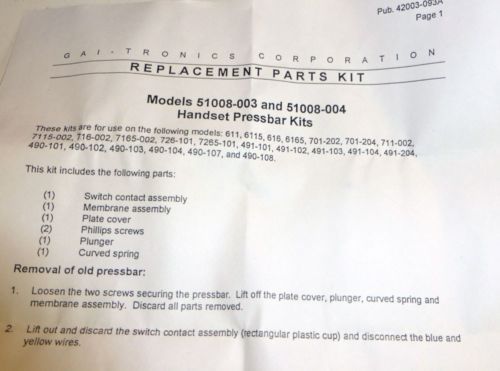 Pub. 42003-093A
Page 1
GAI-TRONICS CORPORATION
REPLACEMENT PARTS KIT
Models 51008-003 and 51008-004
Handset Pressbar Kits
These kits are for use on the following models: 611, 6115, 616, 6165, 701-202, 701-204, 711-002,
7115-002, 716-002, 7165-002, 726-101, 7265-101, 491-101, 491-102, 491-103, 491-104, 491-204,
490-101, 490-102, 490-103, 490-104, 490-107, and 490-108.
This kit includes the following parts:
(1) Switch contact assembly
(1) Membrane assembly
(1) Plate cover
(2) Phillips screws
(1) Plunger
(1) Curved spring
Removal of old pressbar:
1. Loosen the two screws securing the pressbar. Lift off the plate cover, plunger, curved spring and
membrane assembly. Discard all parts removed.
2. Lift out and discard the switch contact assembly (rectangular plastic cup) and disconnect the blue and
yellow wires.